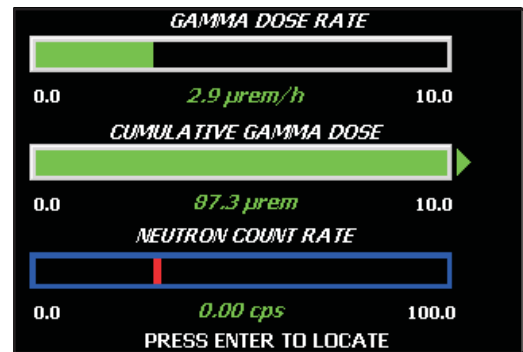 GAMMA DOSE RATE
0.0 2.9 µrem/h 10.0
CUMULATIVE GAMMA DOSE
0.0 87.3 µrem 10.0
NEUTRON COUNT RATE
0.0 0.00 cps 100.0
PRESS ENTER TO LOCATE